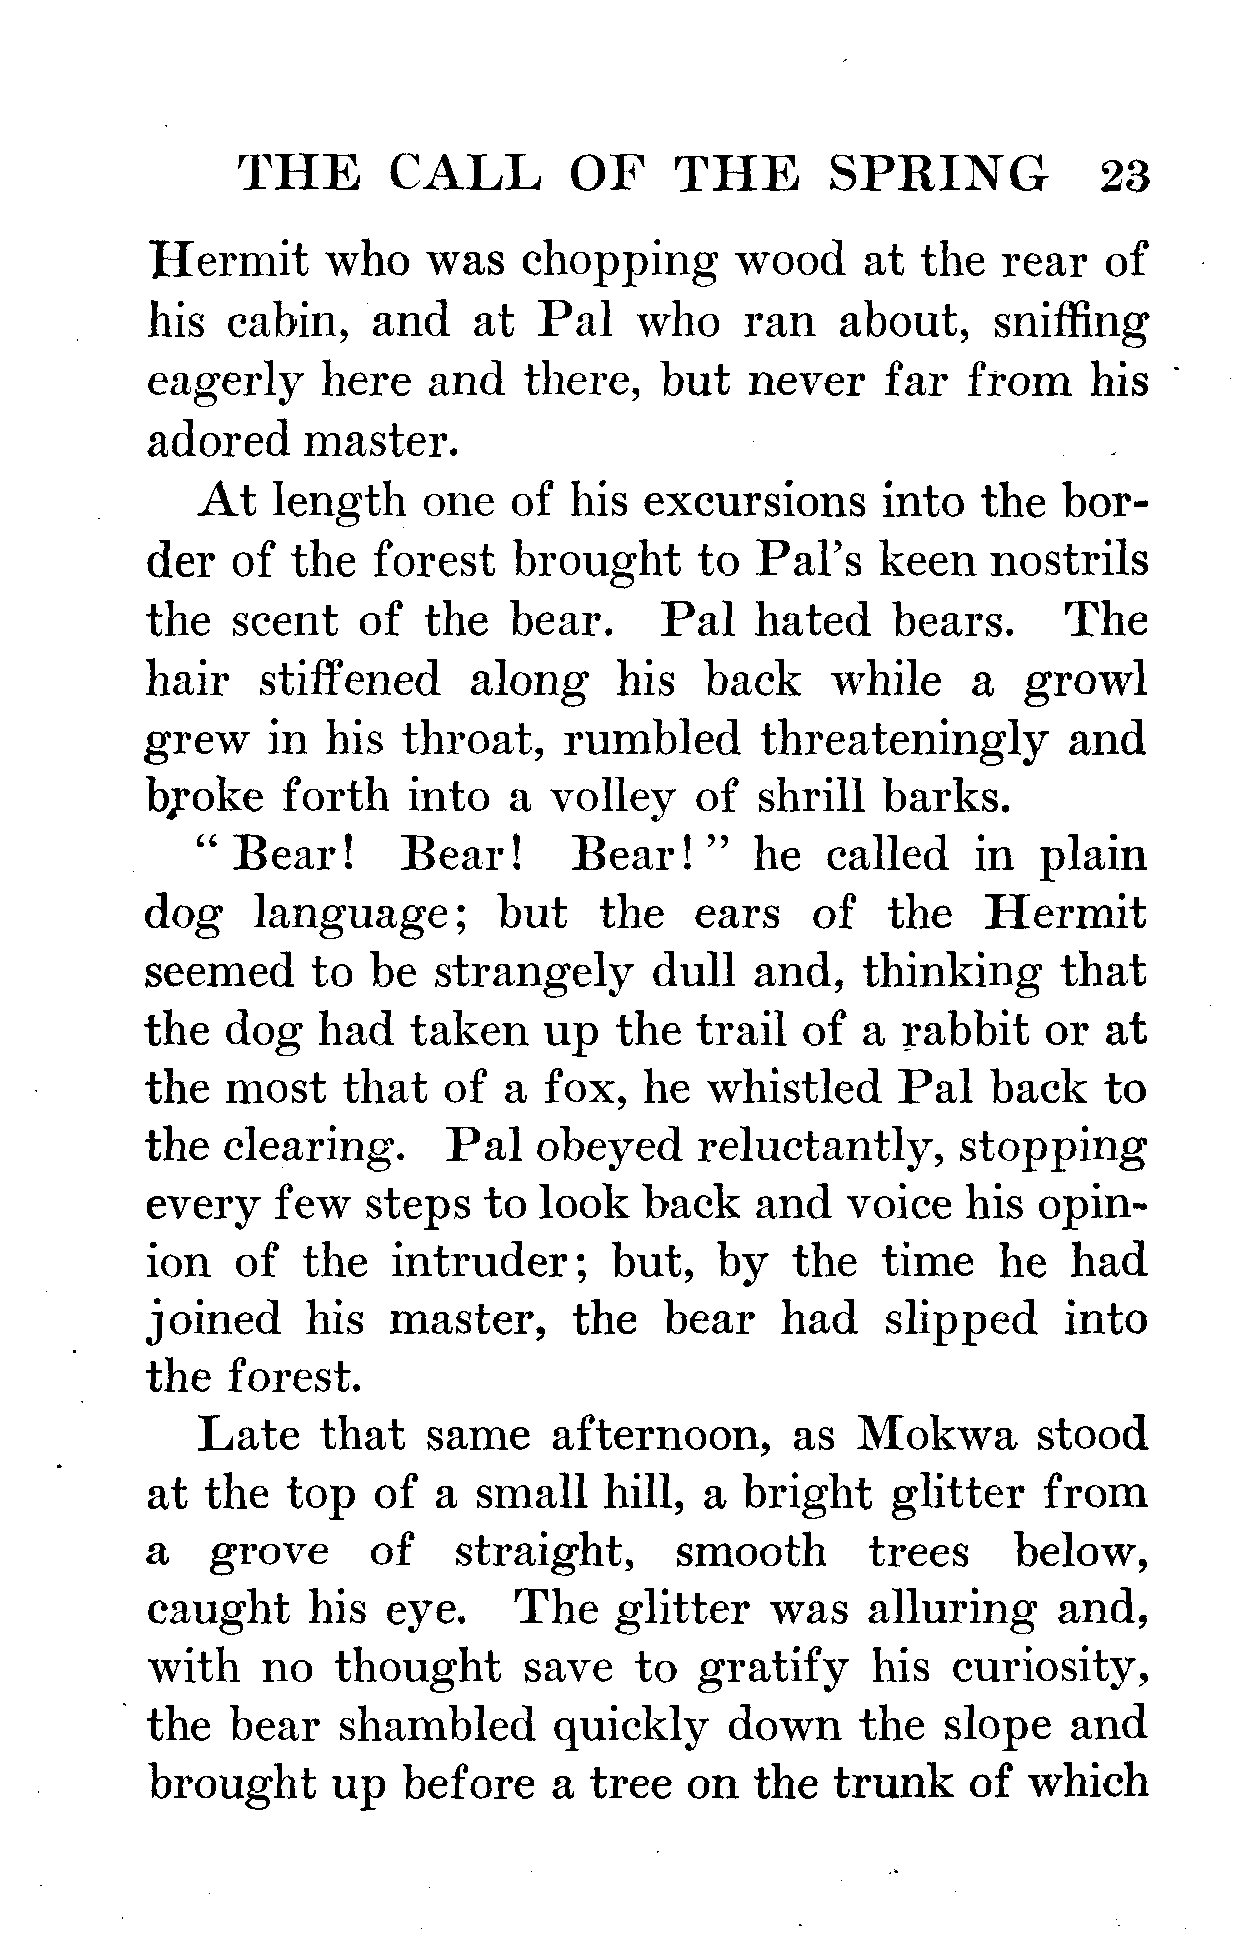 THE CALL OF THE SPRING 23
Hermit who was chopping wood at the rear of
his cabin, and at Pal who ran about, sniffing
eagerly here and there, but never far from his
adored master.
At length one of his excursions into the bor-
der of the forest brought to Pal's keen nostrils
the scent of the bear. Pal hated bears. The
hair stiffened along his back while a growl
grew in his throat, rumbled threateningly and
broke forth into a volley of shrill barks.
" Bear! Bear! Bear! " he called in plain
dog language; but the ears of the Hermit
seemed to be strangely dull and, thinking that
the dog had taken up the trail of a rabbit or at
the most that of a fox, he whistled Pal back to
the clearing. Pal obeyed reluctantly, stopping
every few steps to look back and voice his opin-
ion of the intruder; but, by the time he had
joined his master, the bear had slipped into
the forest.
Late that same afternoon, as Mokwa stood
at the top of a small hill, a bright glitter from
a grove of straight, smooth trees below,
caught his eye. The glitter was alluring and,
with no thought save to gratify his curiosity,
the bear shambled quickly down the slope and
brought up before a tree on the trunk of which